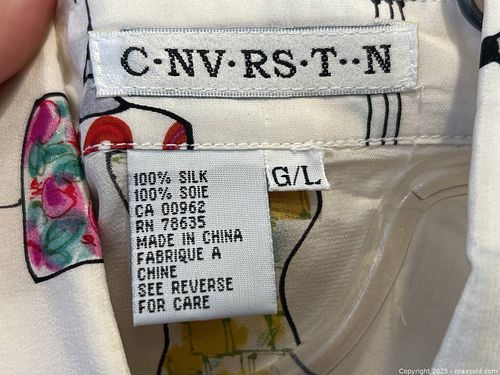 C·NV·RS·T··N
G/L
100% SILK
100% SOIE
CA 00962
RN 78635
MADE IN CHINA
FABRIQUE A
CHINE
SEE REVERSE
FOR CARE
Copyright 2025 - maxsold.com